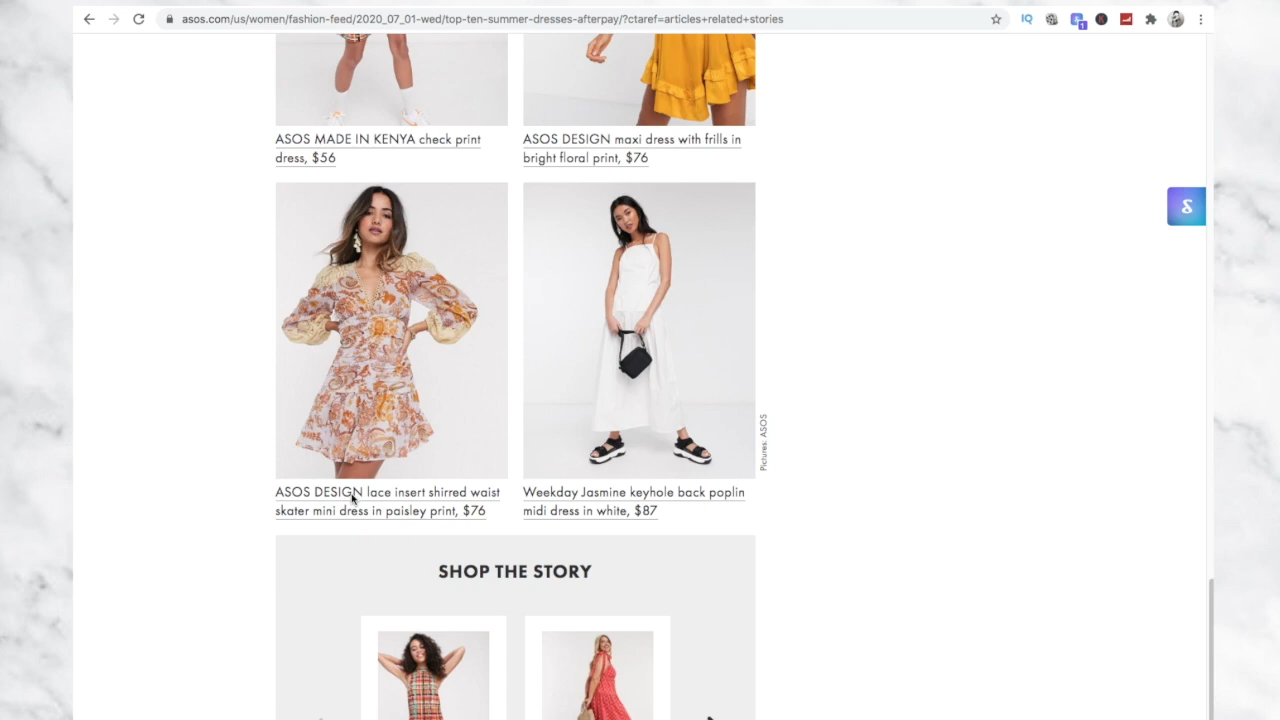 asos.com/us/women/fashion-feed/2020_07_01-wed/top-ten-summer-dresses-afterpay/?ctaref=articles+related+stories
IQ
1
ASOS MADE IN KENYA check print
dress, $56
ASOS DESIGN maxi dress with frills in
bright floral print, $76
Pictures: ASOS
ASOS DESIGN lace insert shirred waist
skater mini dress in paisley print, $76
Weekday Jasmine keyhole back poplin
midi dress in white, $87
SHOP THE STORY